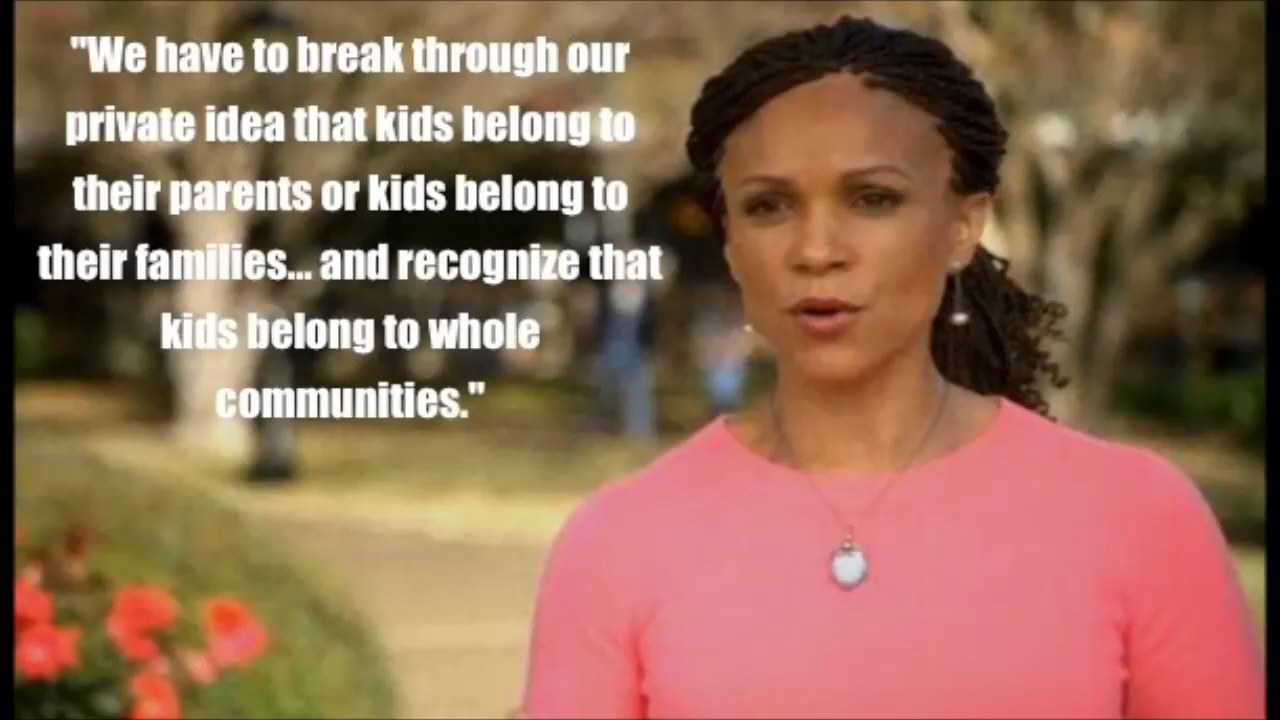 "We have to break through our
private idea that kids belong to
their parents or kids belong to
their families... and recognize that
kids belong to whole
communities."